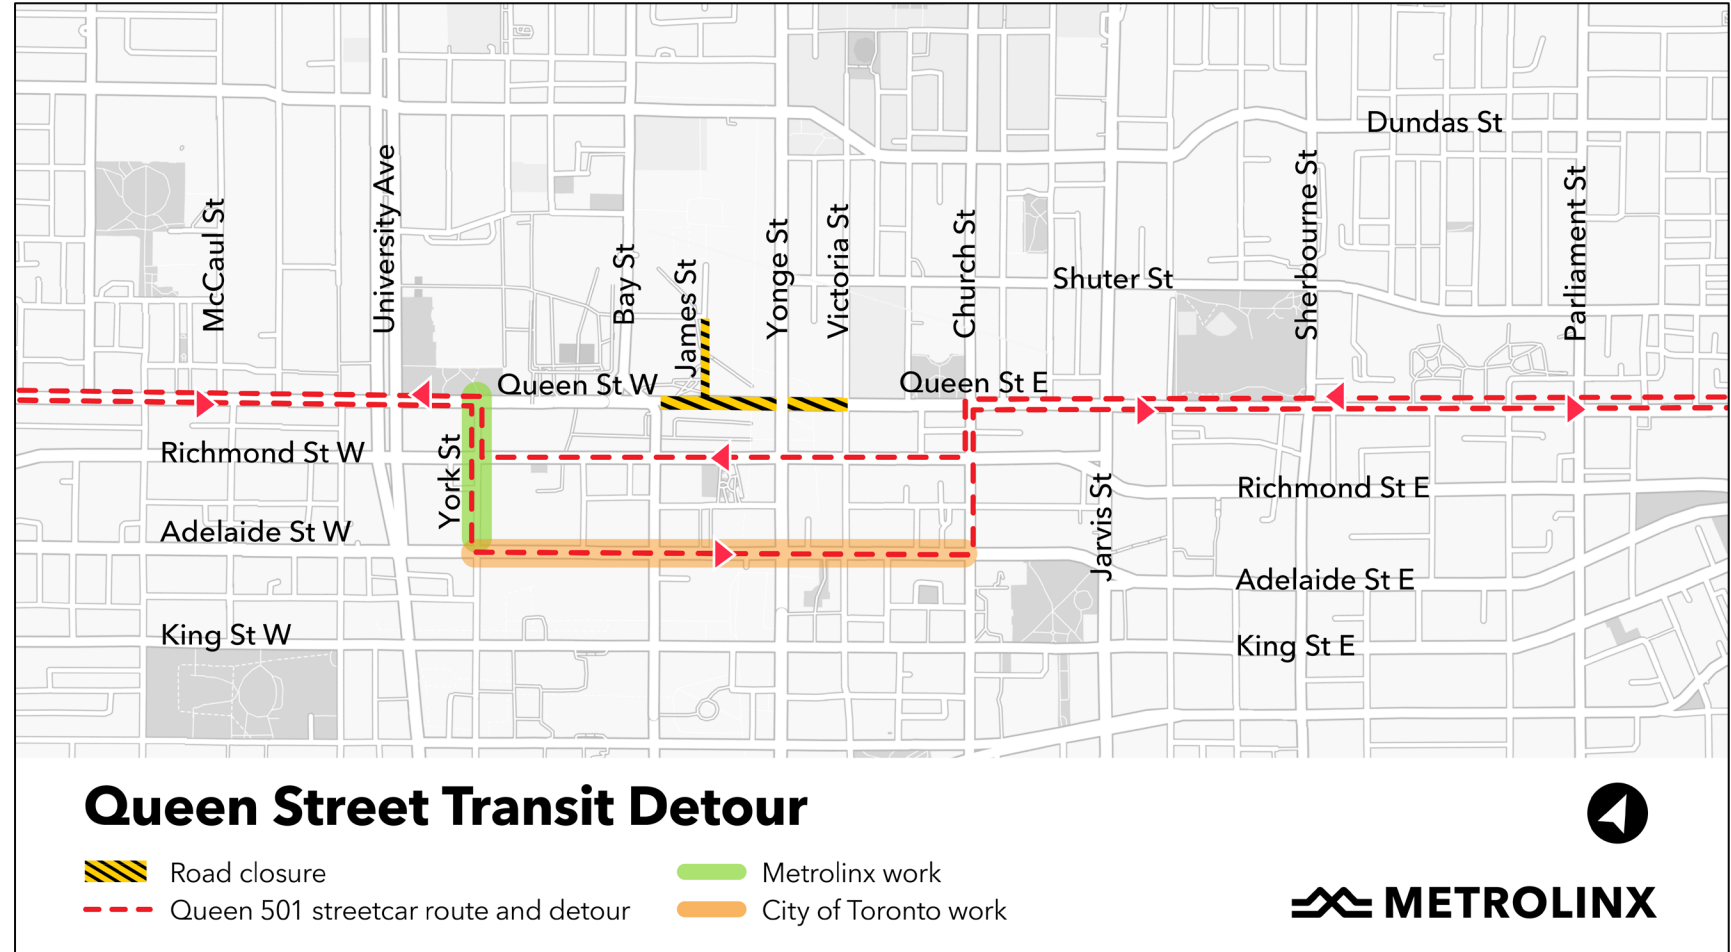 Dundas St
McCaul St
University Ave
Bay St
James St
Yonge St
Victoria St
Church St
Shuter St
Sherbourne St
Parliament St
Queen St W
Queen St E
Richmond St W
York St
Richmond St E
Adelaide St W
Jarvis St
Adelaide St E
King St W
King St E
Queen Street Transit Detour
Road closure
Metrolinx work
Queen 501 streetcar route and detour
City of Toronto work
METROLINX